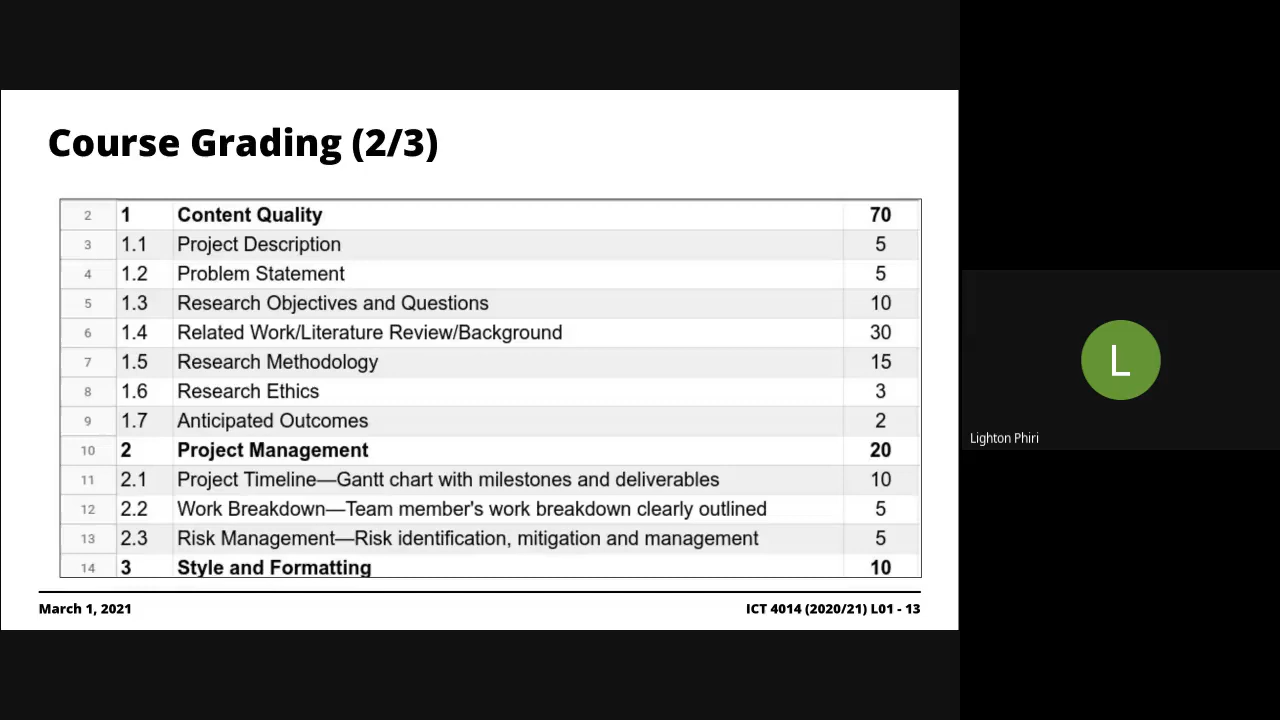 Course Grading (2/3)
2 1 Content Quality 70
3 1.1 Project Description 5
4 1.2 Problem Statement 5
5 1.3 Research Objectives and Questions 10
6 1.4 Related Work/Literature Review/Background 30
7 1.5 Research Methodology 15
8 1.6 Research Ethics 3
9 1.7 Anticipated Outcomes 2
10 2 Project Management 20
11 2.1 Project Timeline—Gantt chart with milestones and deliverables 10
12 2.2 Work Breakdown—Team member's work breakdown clearly outlined 5
13 2.3 Risk Management—Risk identification, mitigation and management 5
14 3 Style and Formatting 10
March 1, 2021 ICT 4014 (2020/21) L01 - 13
L
Lighton Phiri